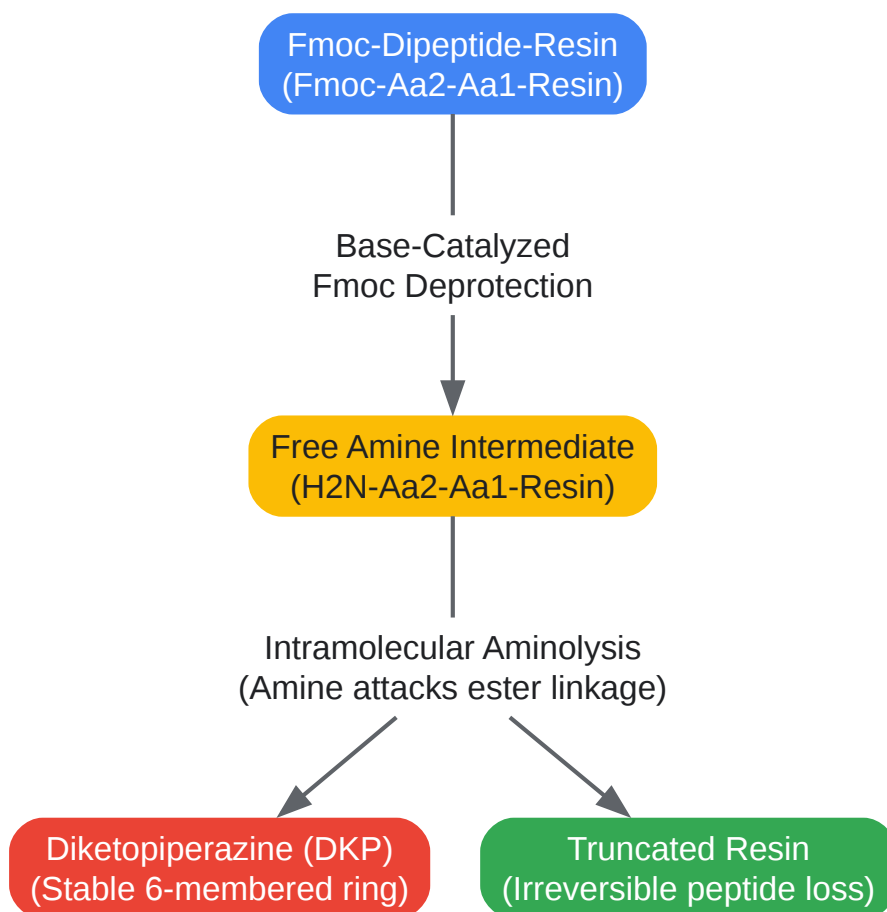 Fmoc-Dipeptide-Resin
(Fmoc-Aa2-Aa1-Resin)
Base-Catalyzed
Fmoc Deprotection
Free Amine Intermediate
(H2N-Aa2-Aa1-Resin)
Intramolecular Aminolysis
(Amine attacks ester linkage)
Diketopiperazine (DKP)
(Stable 6-membered ring)
Truncated Resin
(Irreversible peptide loss)